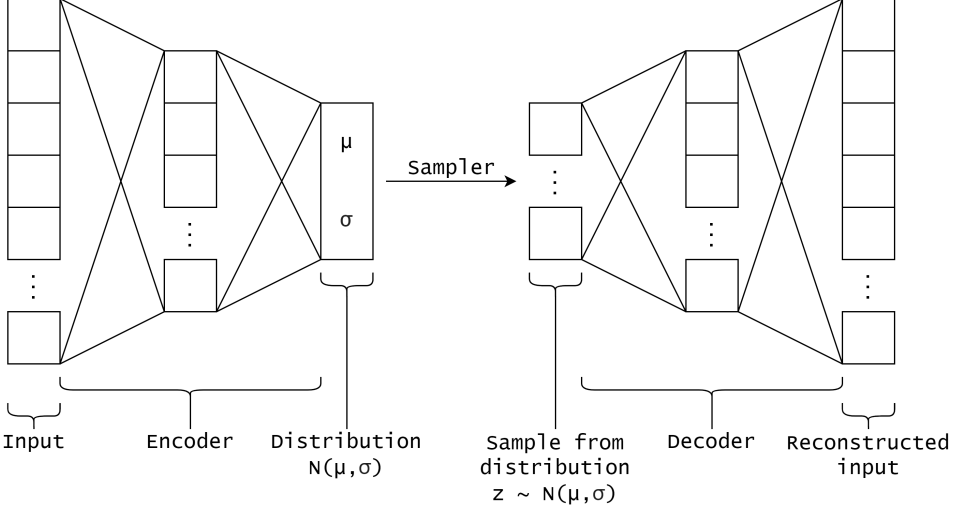 μ
Sampler
σ
Input
Encoder
Distribution
N(μ,σ)
Sample from
distribution
z ~ N(μ,σ)
Decoder
Reconstructed
input